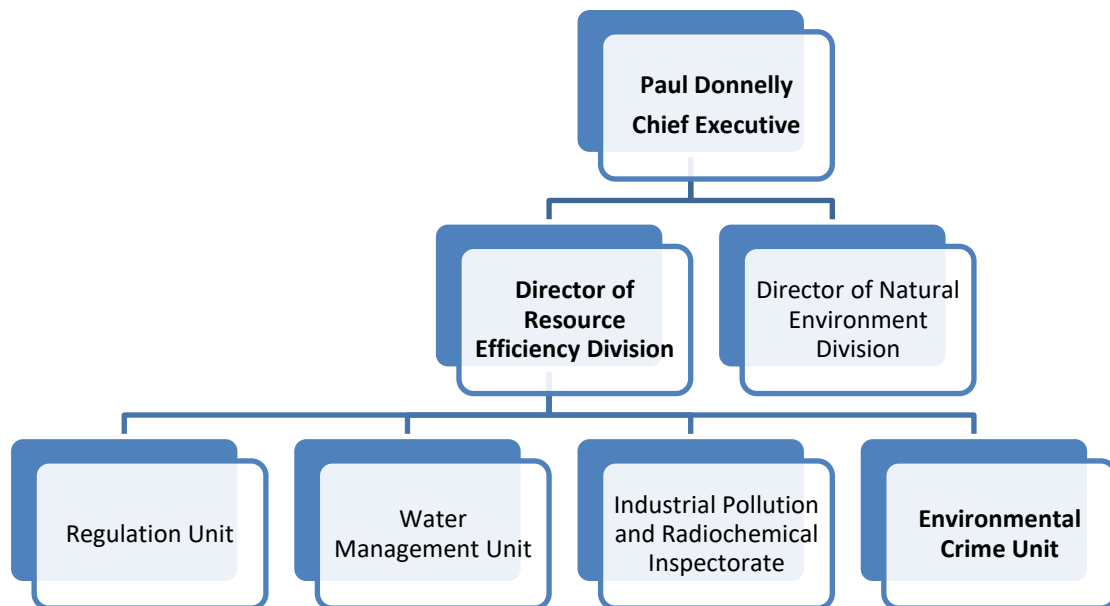 Paul Donnelly
Chief Executive
Director of
Resource
Efficiency Division
Director of Natural
Environment
Division
Regulation Unit
Water
Management Unit
Industrial Pollution
and Radiochemical
Inspectorate
Environmental
Crime Unit